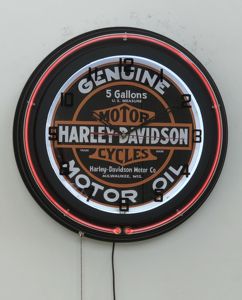 GENUINE
5 Gallons
U.S. MEASURE
MOTOR
HARLEY-DAVIDSON
CYCLES
Harley-Davidson Motor Co.
MILWAUKEE, WIS.
MOTOR OIL